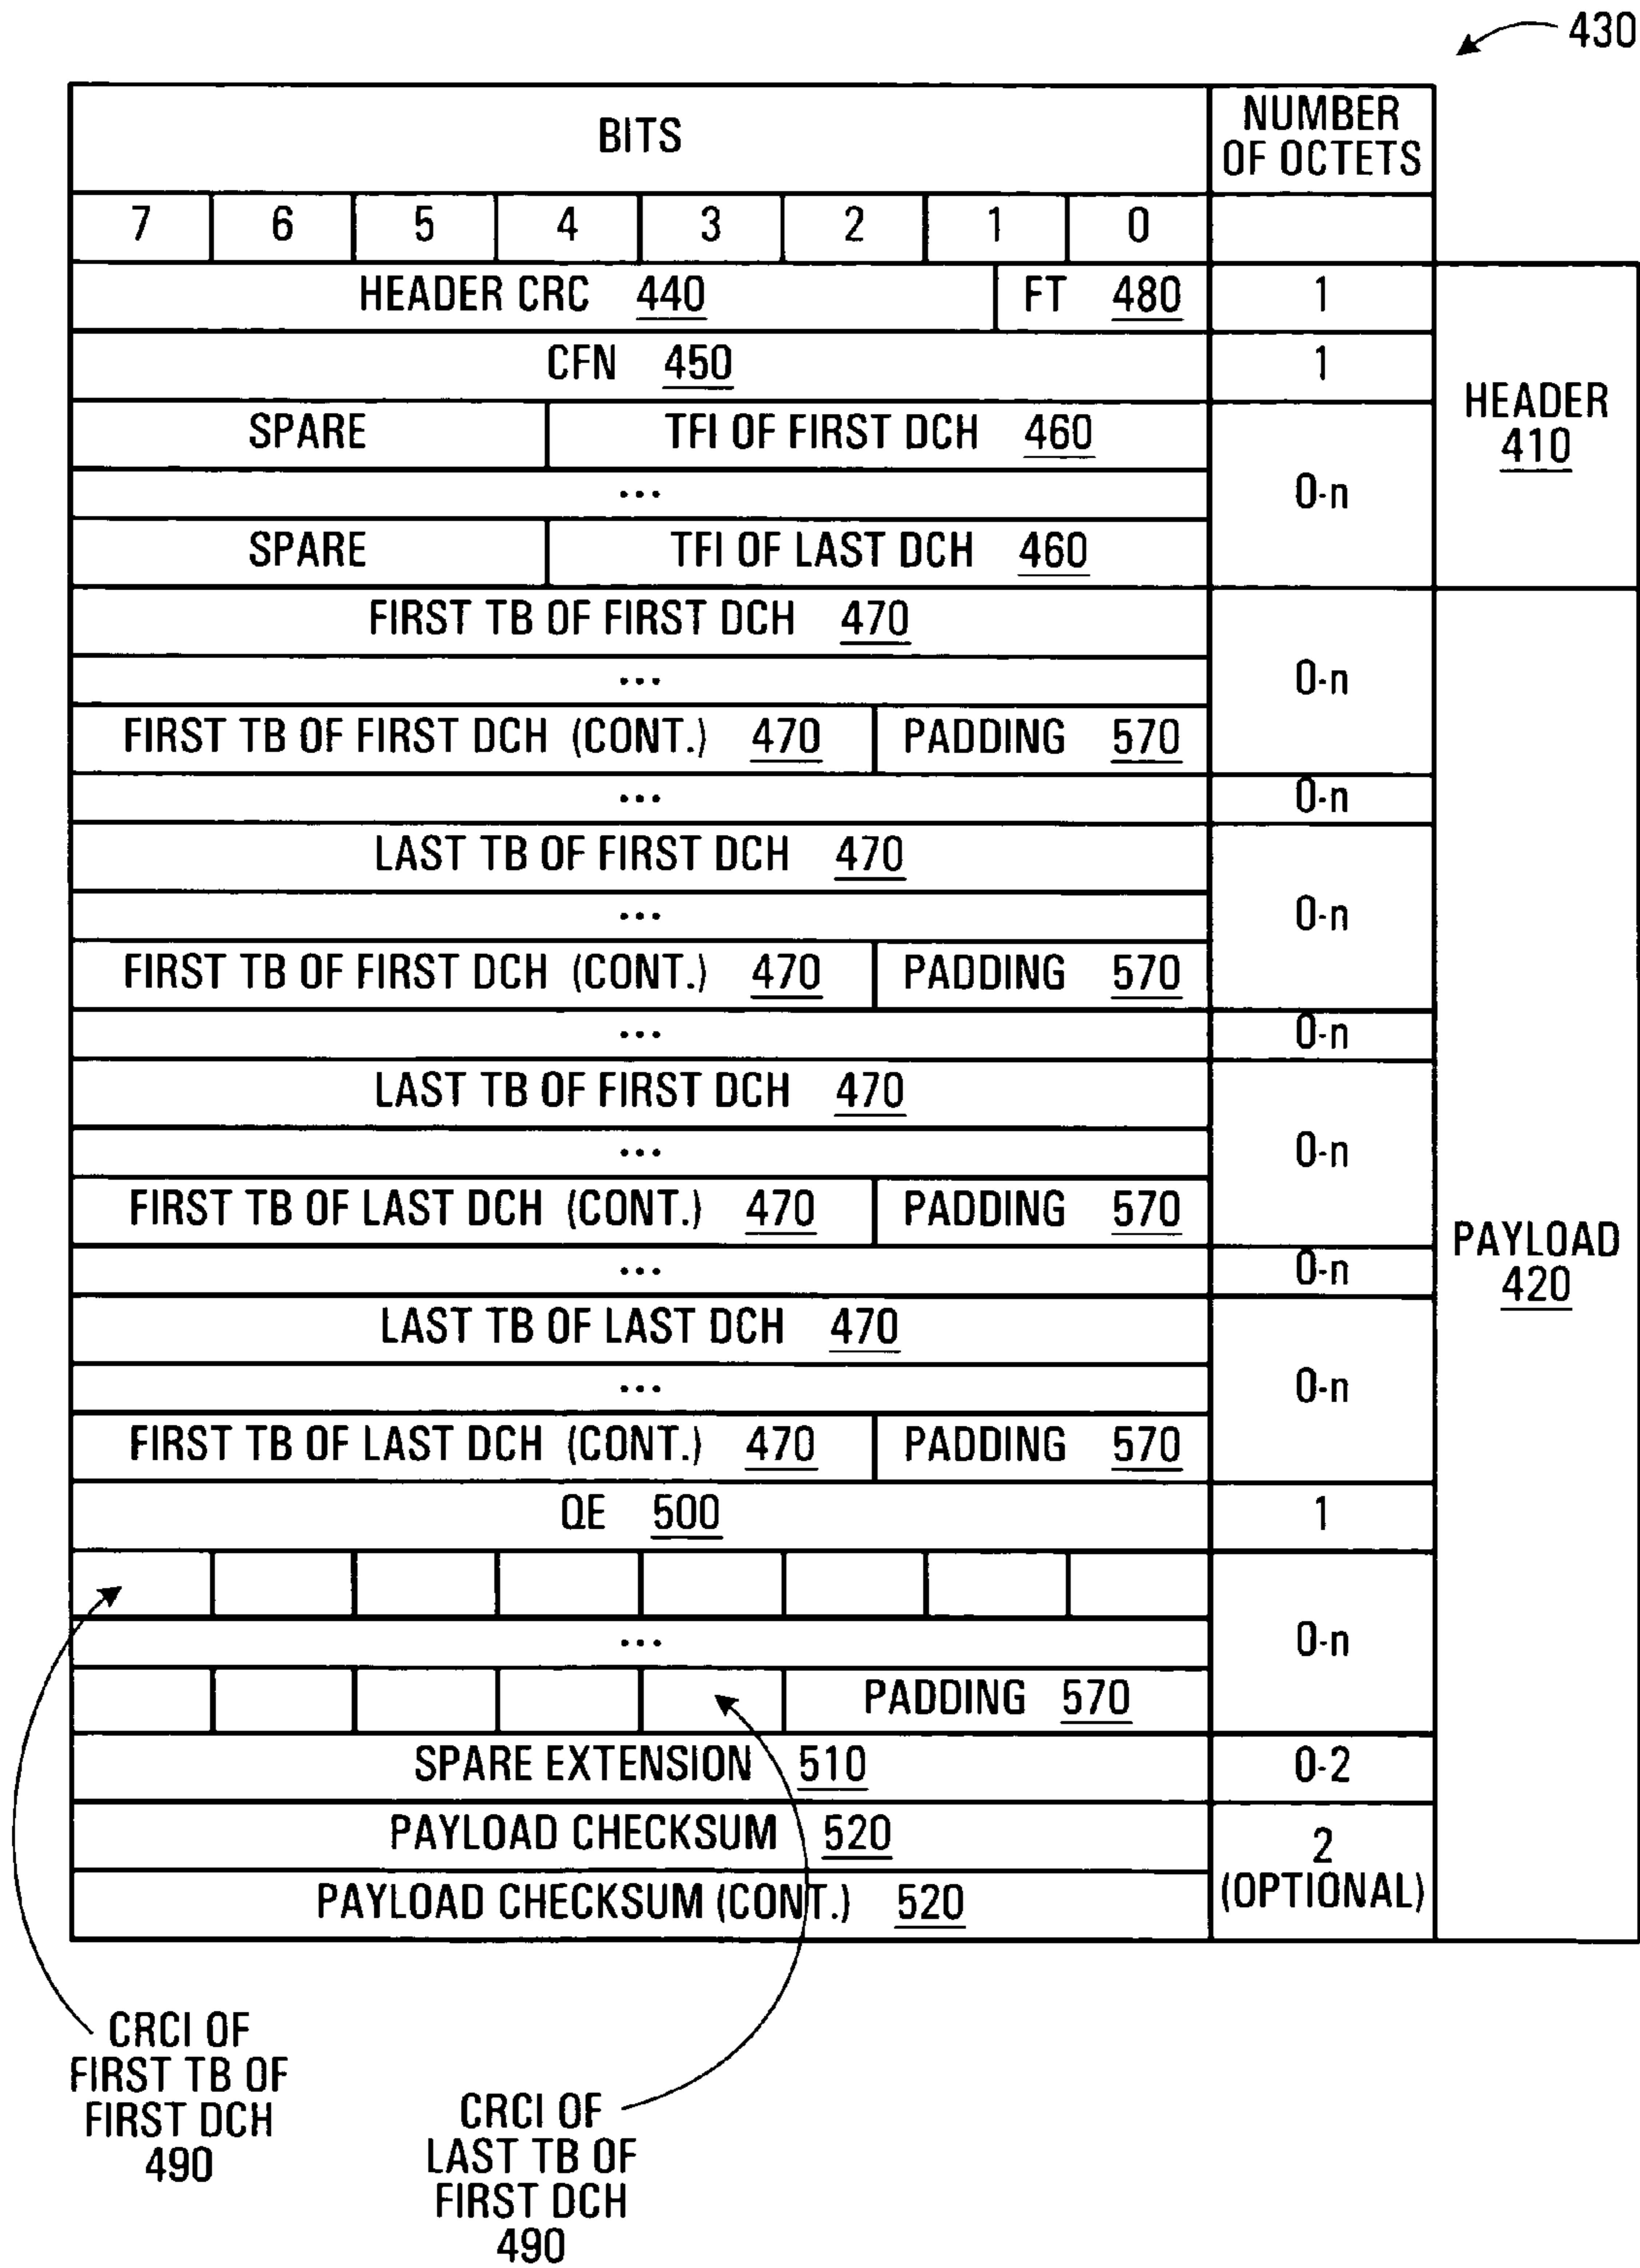 430
BITS
NUMBER
OF OCTETS
7 6 5 4 3 2 1 0
HEADER CRC 440 FT 480 1
CFN 450 1
HEADER
410
SPARE TFI OF FIRST DCH 460
... 0-n
SPARE TFI OF LAST DCH 460
FIRST TB OF FIRST DCH 470
... 0-n
FIRST TB OF FIRST DCH (CONT.) 470 PADDING 570
... 0-n
LAST TB OF FIRST DCH 470
... 0-n
FIRST TB OF FIRST DCH (CONT.) 470 PADDING 570
... 0-n
LAST TB OF FIRST DCH 470
... 0-n
FIRST TB OF LAST DCH (CONT.) 470 PADDING 570
PAYLOAD
420
... 0-n
LAST TB OF LAST DCH 470
... 0-n
FIRST TB OF LAST DCH (CONT.) 470 PADDING 570
QE 500 1
... 0-n
PADDING 570
SPARE EXTENSION 510 0-2
PAYLOAD CHECKSUM 520
2
(OPTIONAL)
PAYLOAD CHECKSUM (CONT.) 520
CRCI OF
FIRST TB OF
FIRST DCH
490
CRCI OF
LAST TB OF
FIRST DCH
490